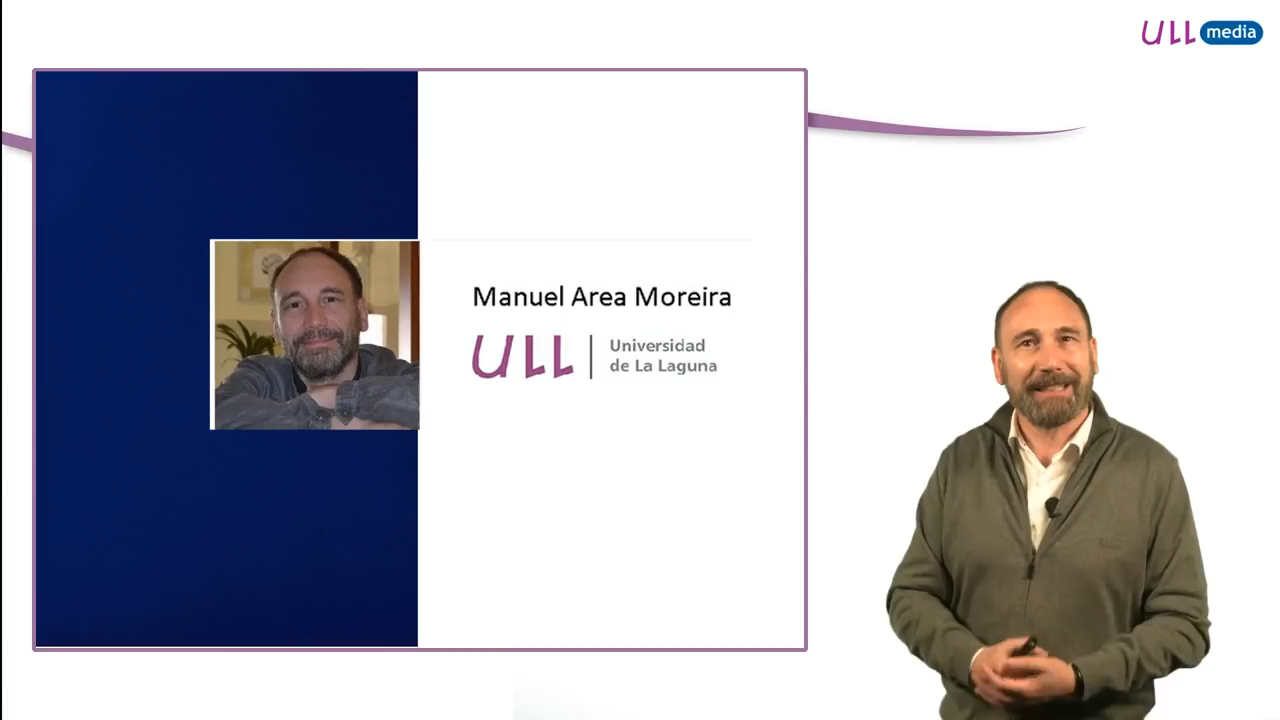 ULL media
Manuel Area Moreira
ULL
Universidad
de La Laguna